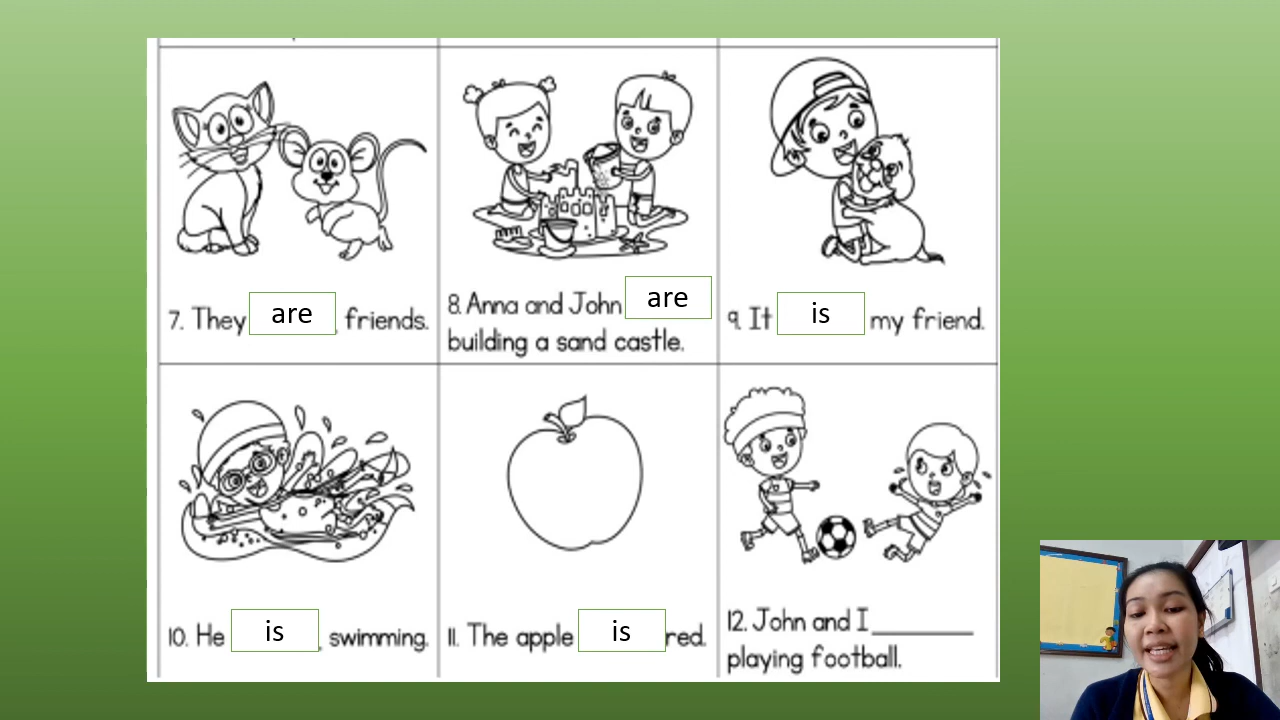 7. They are friends.
8. Anna and John are
building a sand castle.
9. It is my friend.
10. He is swimming.
11. The apple is red.
12. John and I ________
playing football.